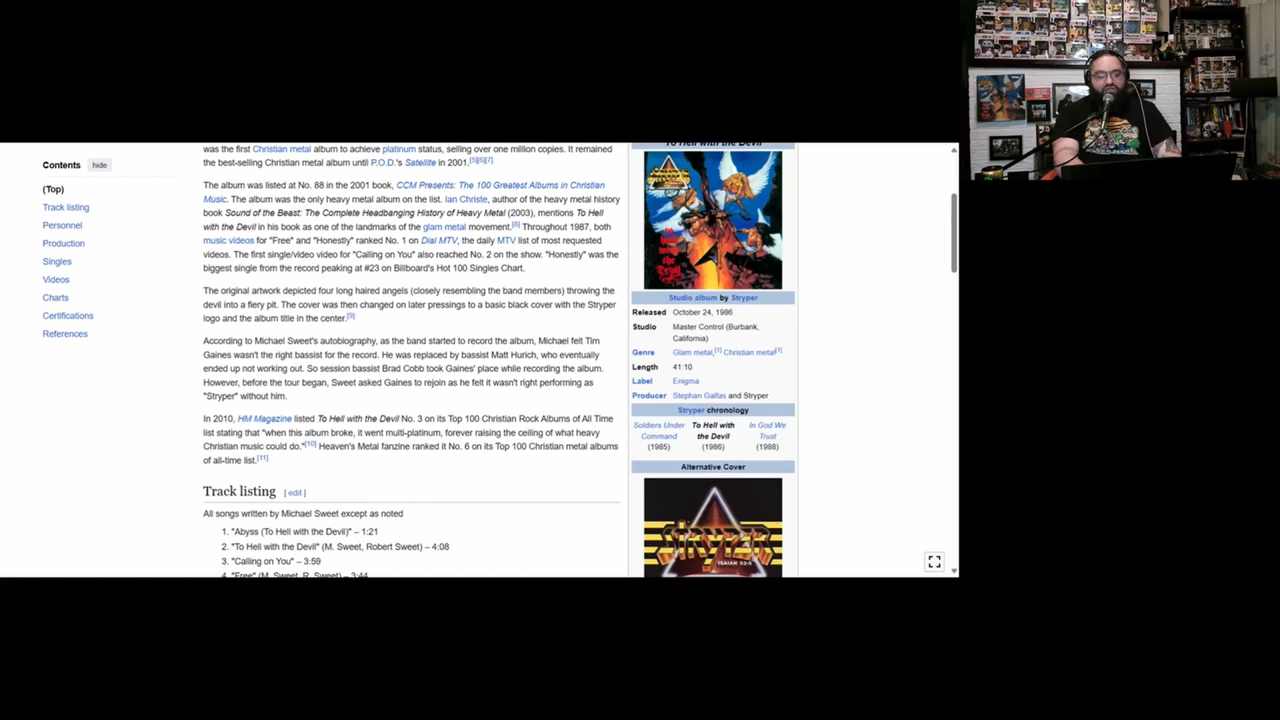 was the first Christian metal album to achieve platinum status, selling over one million copies. It remained
the best-selling Christian metal album until P.O.D.'s Satellite in 2001.[5][6][7]
The album was listed at No. 88 in the 2001 book, CCM Presents: The 100 Greatest Albums in Christian
Music. The album was the only heavy metal album on the list. Ian Christe, author of the heavy metal history
book Sound of the Beast: The Complete Headbanging History of Heavy Metal (2003), mentions To Hell
with the Devil in his book as one of the landmarks of the glam metal movement.[8] Throughout 1987, both
music videos for "Free" and "Honestly" ranked No. 1 on Dial MTV, the daily MTV list of most requested
videos. The first single/video for "Calling on You" also reached No. 2 on the show. "Honestly" was the
biggest single from the record peaking at #23 on Billboard's Hot 100 Singles Chart.
The original artwork depicted four long haired angels (closely resembling the band members) throwing the
devil into a fiery pit. The cover was then changed on later pressings to a basic black cover with the Stryper
logo and the album title in the center.[9]
According to Michael Sweet's autobiography, as the band started to record the album, Michael felt Tim
Gaines wasn't the right bassist for the record. He was replaced by bassist Matt Hurich, who eventually
ended up not working out. So session bassist Brad Cobb took Gaines' place while recording the album.
However, before the tour began, Sweet asked Gaines to rejoin as he felt it wasn't right performing as
"Stryper" without him.
In 2010, HM Magazine listed To Hell with the Devil No. 3 on its Top 100 Christian Rock Albums of All Time
list stating that "when this album broke, it went multi-platinum, forever raising the ceiling of what heavy
Christian music could do."[10] Heaven's Metal fanzine ranked it No. 6 on its Top 100 Christian metal albums
of all-time list.[11]
Track listing [ edit ]
All songs written by Michael Sweet except as noted
1. "Abyss (To Hell with the Devil)" – 1:21
2. "To Hell with the Devil" (M. Sweet, Robert Sweet) – 4:08
3. "Calling on You" – 3:59
4. "Free" (M. Sweet, R. Sweet) – 3:44
Contents hide
(Top)
Track listing
Personnel
Production
Singles
Videos
Charts
Certifications
References
To Hell with the Devil
Studio album by Stryper
Released October 24, 1986
Studio Master Control (Burbank,
California)
Genre Glam metal,[1] Christian metal[1]
Length 41:10
Label Enigma
Producer Stephan Galfas and Stryper
Stryper chronology
Soldiers Under
Command
(1985)
To Hell with
the Devil
(1986)
In God We
Trust
(1988)
Alternative Cover
STRYPER
ISAIAH 53:5